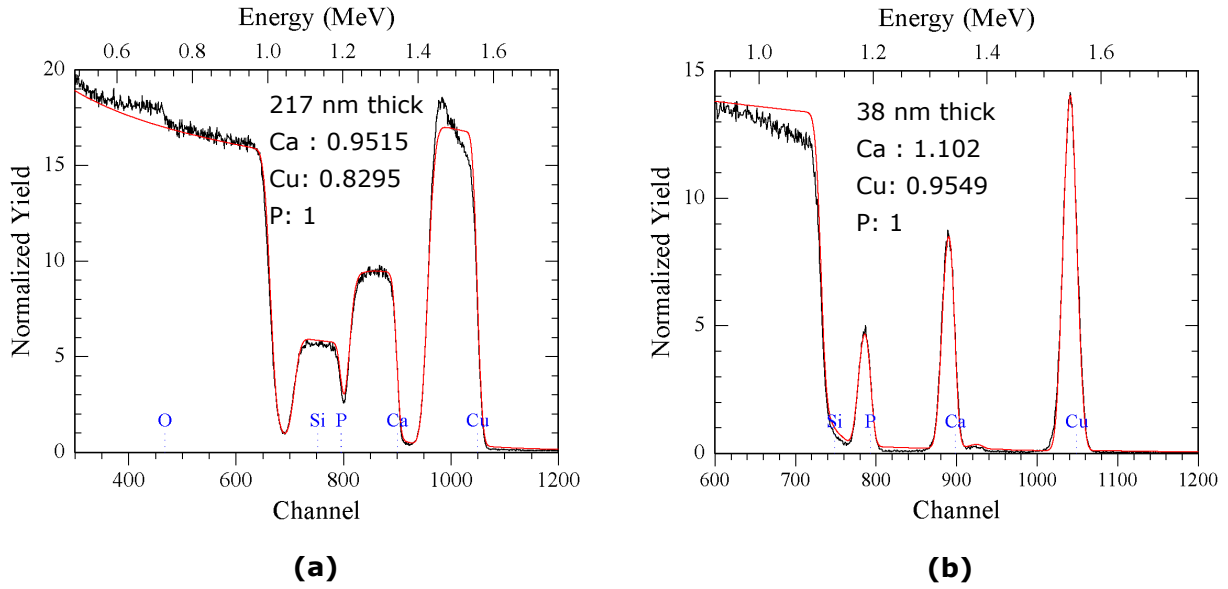 Energy (MeV)
0.6 0.8 1.0 1.2 1.4 1.6
20
15
10
5
0
Normalized Yield
217 nm thick
Ca : 0.9515
Cu: 0.8295
P: 1
O Si P Ca Cu
400 600 800 1000 1200
Channel
(a)
Energy (MeV)
1.0 1.2 1.4 1.6
15
10
5
0
Normalized Yield
38 nm thick
Ca : 1.102
Cu: 0.9549
P: 1
Si P Ca Cu
600 700 800 900 1000 1100 1200
Channel
(b)